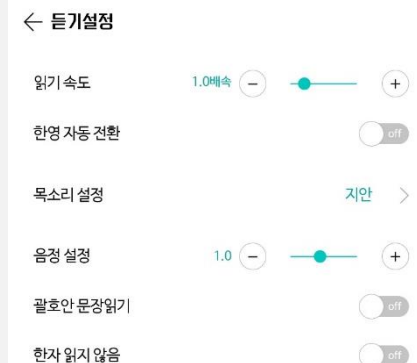 ← 듣기설정
읽기 속도 1.0배속 − +
한영 자동 전환 off
목소리 설정 지안 >
음정 설정 1.0 − +
괄호안 문장읽기 off
한자 읽지 않음 off